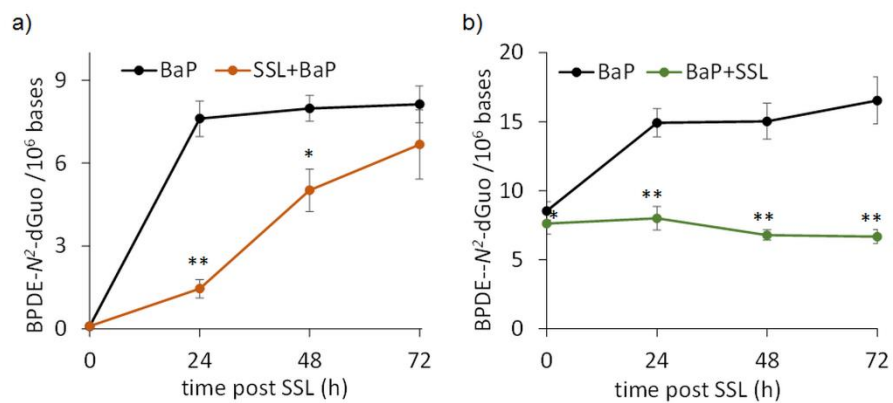 a)
BaP
SSL+BaP
BPDE-N²-dGuo /10⁶ bases
9
6
3
0
*
**
0
24
48
72
time post SSL (h)
b)
BaP
BaP+SSL
BPDE--N²-dGuo /10⁶ bases
20
15
10
5
0
*
**
**
**
0
24
48
72
time post SSL (h)